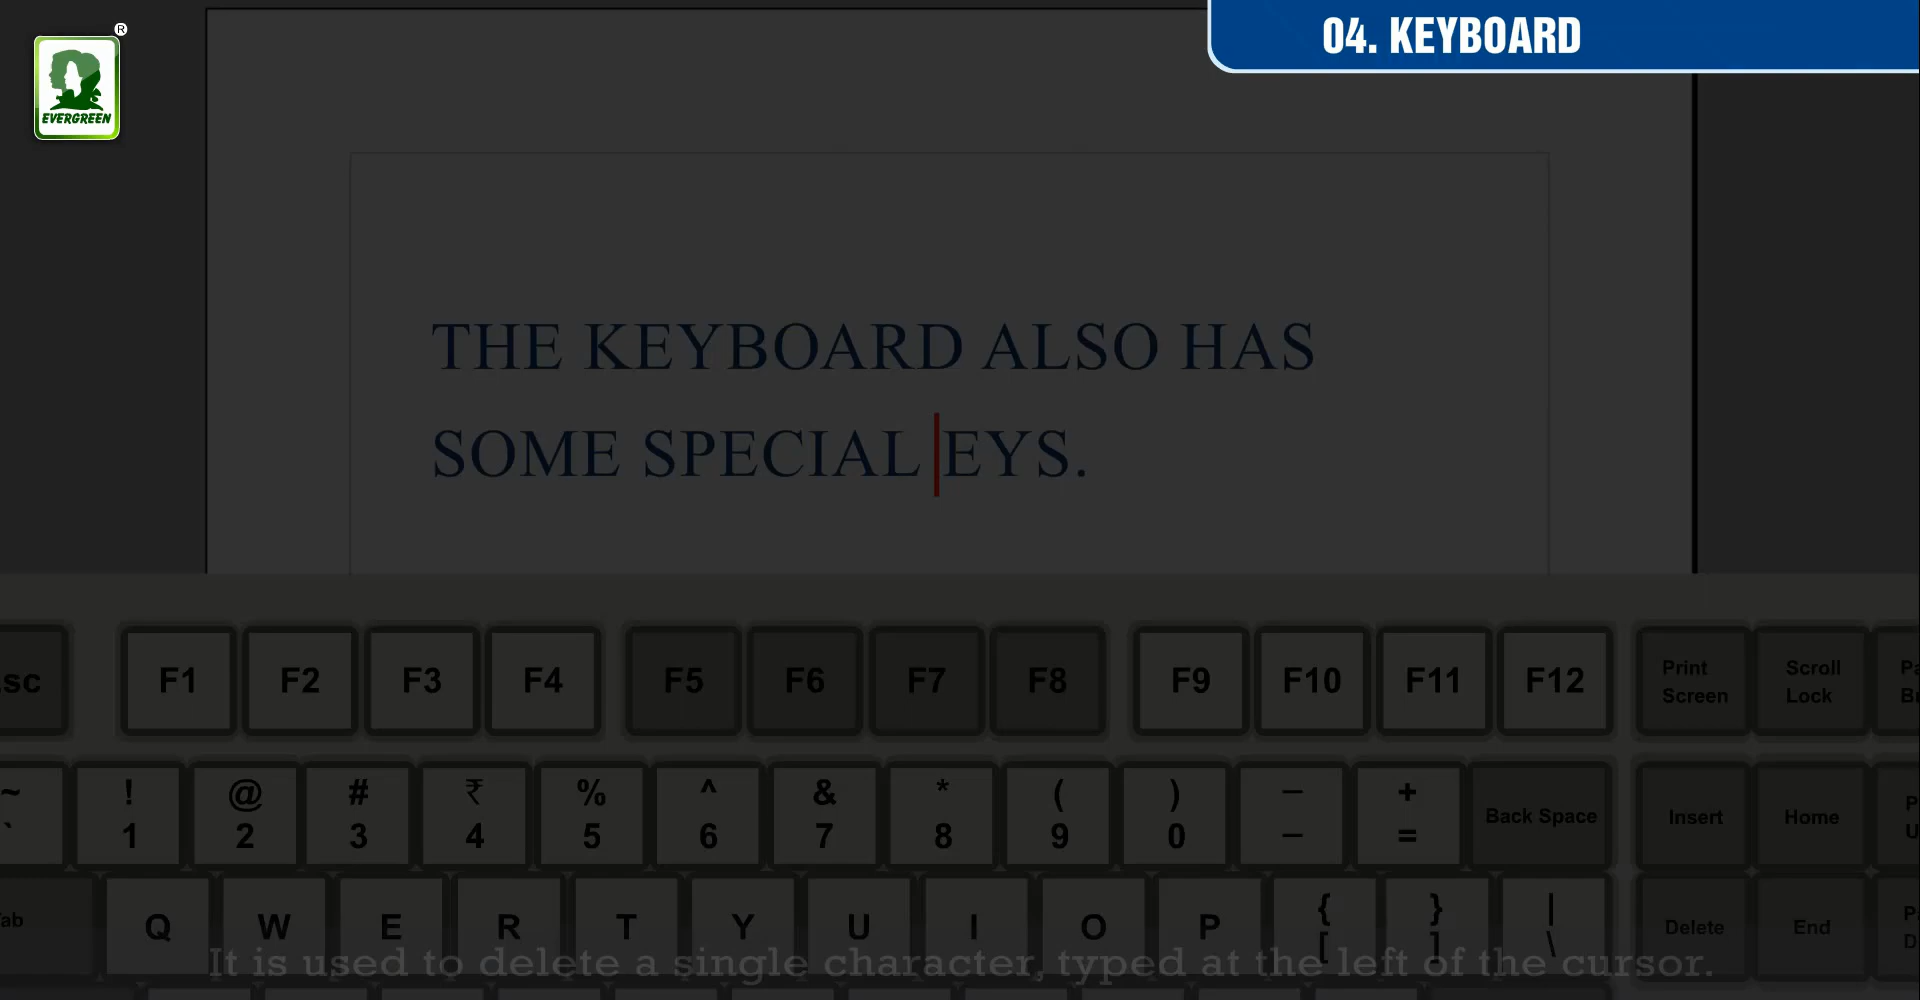 04. KEYBOARD
®
EVERGREEN
THE KEYBOARD ALSO HAS
SOME SPECIAL EYS.
sc F1 F2 F3 F4 F5 F6 F7 F8 F9 F10 F11 F12 Print Screen Scroll Lock
~ ` ! 1 @ 2 # 3 ₹ 4 % 5 ^ 6 & 7 * 8 ( 9 ) 0 — – + = Back Space Insert Home
ab Q W E R T Y U I O P { [ } ] | \ Delete End
It is used to delete a single character, typed at the left of the cursor.